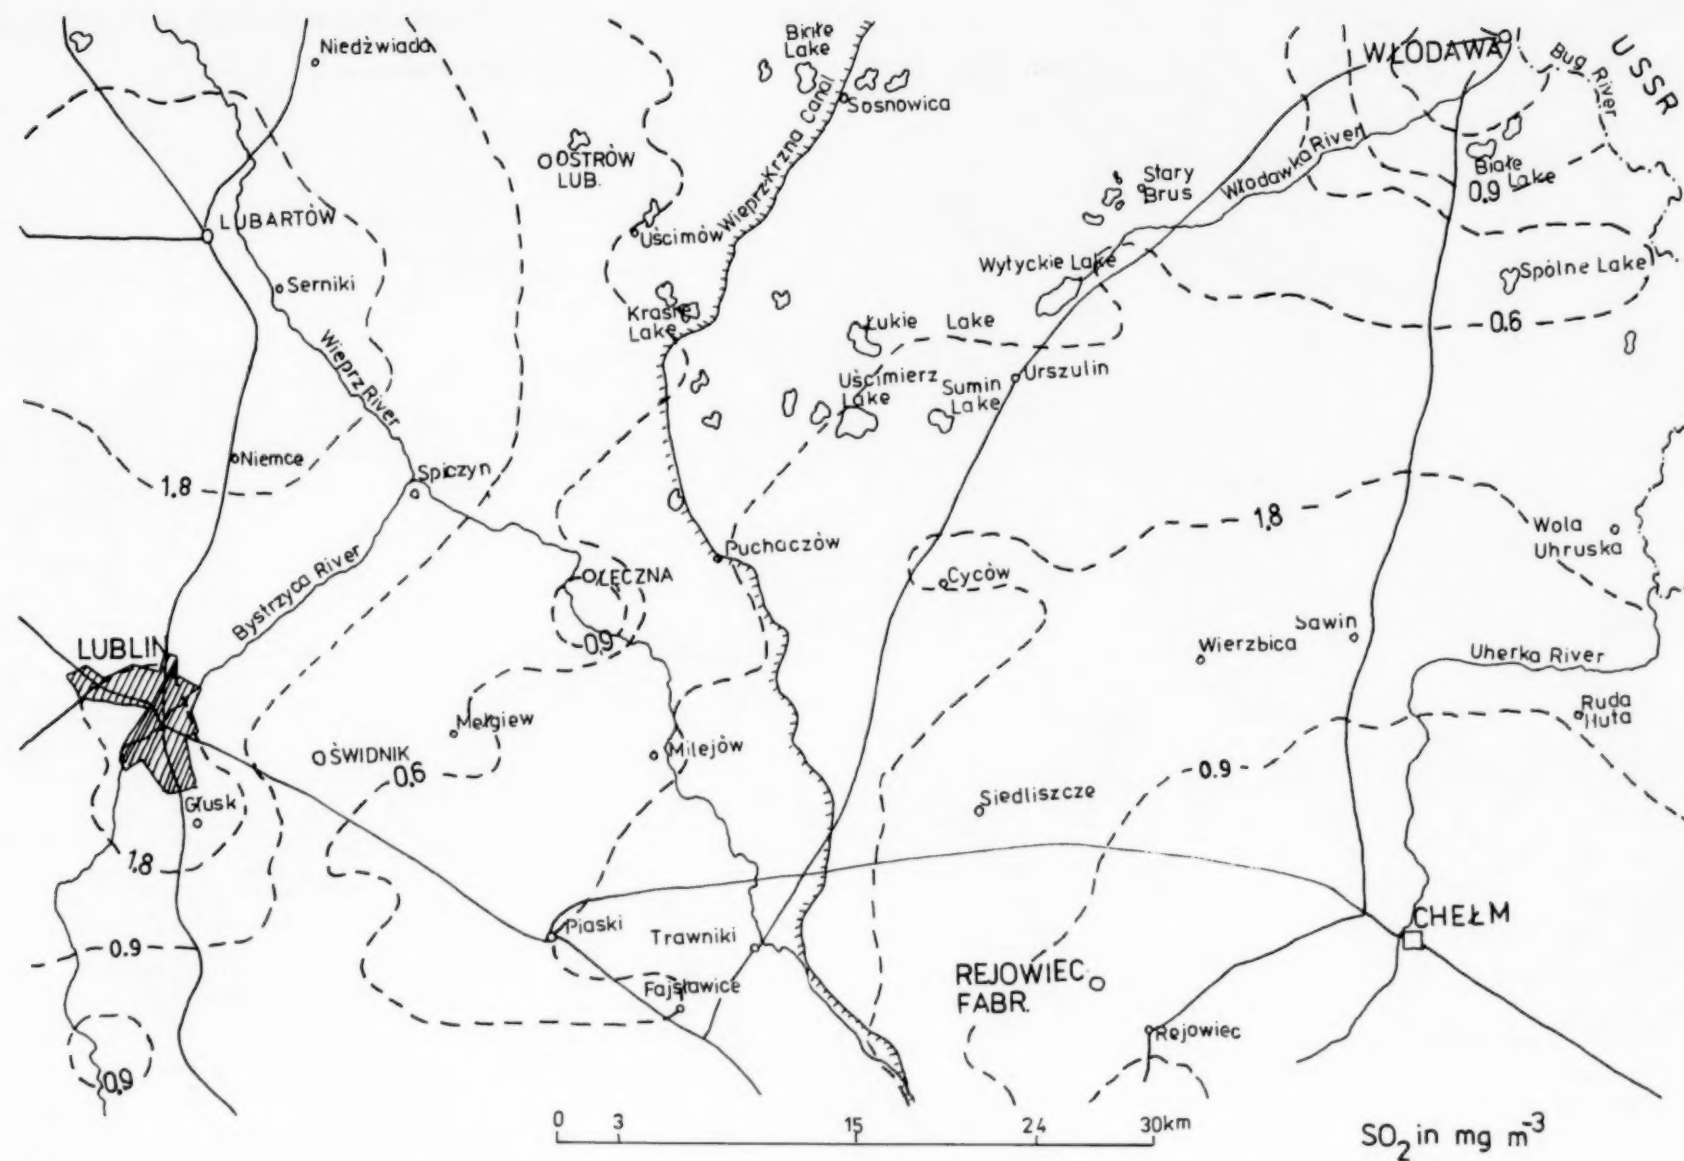 Niedźwiada
Białe
Lake
WŁODAWA
USSR
Bug River
Sosnowica
Wieprz-Krzna Canal
OSTRÓW
LUB.
Stary
Brus
Włodawka River
Białe
Lake
0.9
LUBARTÓW
Uścimów
Wytyckie Lake
Spólne Lake
Serniki
Krasne
Lake
Łukie Lake
0.6
Wieprz River
Uścimierz
Lake
Sumin
Lake
Urszulin
Niemce
Spiczyn
1.8
1.8
Wola
Uhruska
Puchaczów
ŁĘCZNA
Cyców
Bystrzyca River
0.9
Sawin
Wierzbica
LUBLIN
Uherka River
Mełgiew
Ruda
Huta
ŚWIDNIK
Milejów
0.6
0.9
Głusk
Siedliszcze
1.8
CHEŁM
0.9
Piaski
Trawniki
REJOWIEC
FABR.
Fajsławice
Rejowiec
0.9
0 3 15 24 30km
SO2 in mg m-3